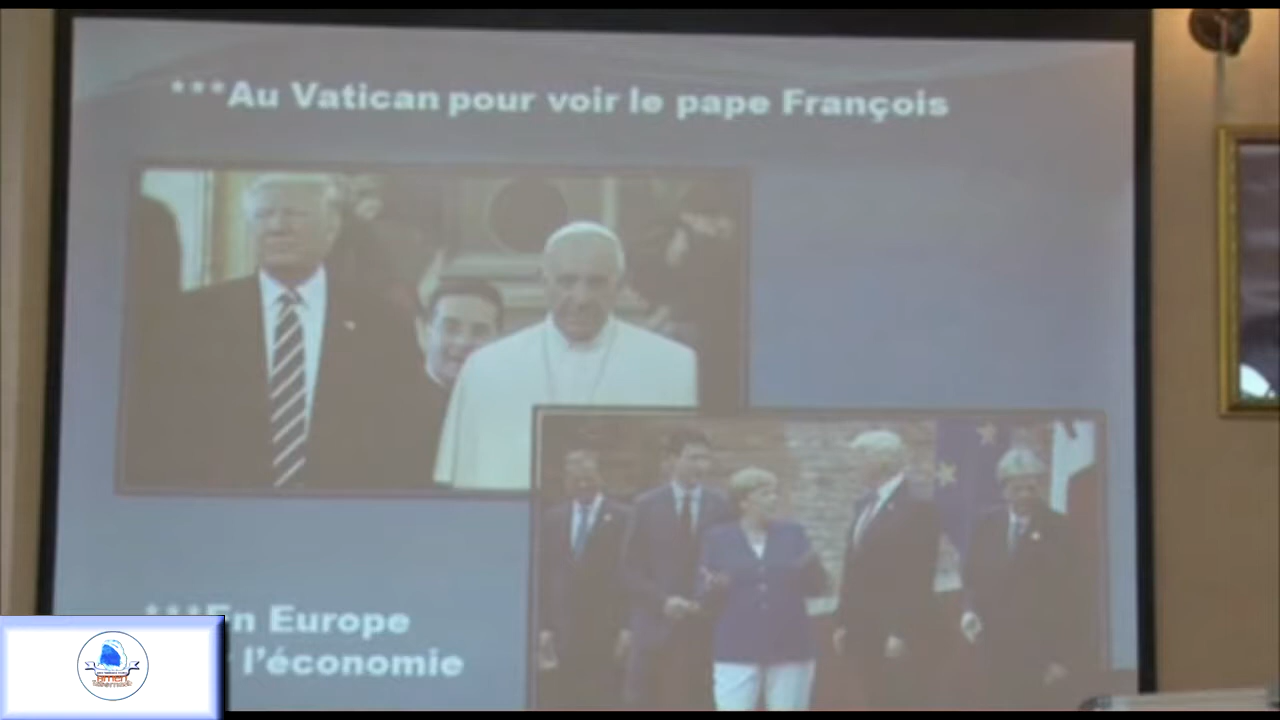 ***Au Vatican pour voir le pape François
***En Europe
l'économie